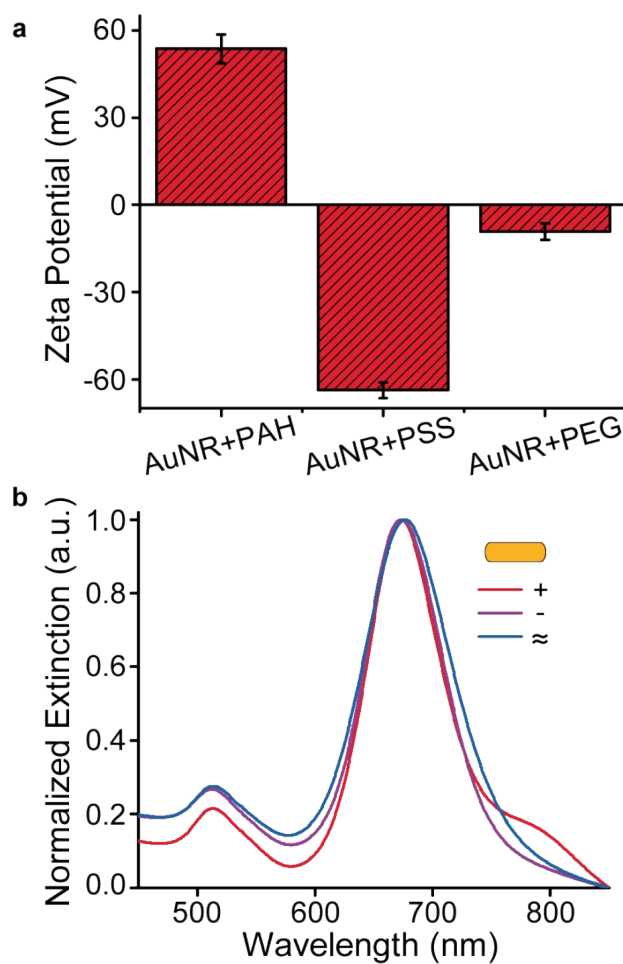 a
Zeta Potential (mV)
60
30
0
-30
-60
AuNR+PAH
AuNR+PSS
AuNR+PEG
b
Normalized Extinction (a.u.)
1.0
0.8
0.6
0.4
0.2
0.0
+
-
≈
500 600 700 800
Wavelength (nm)